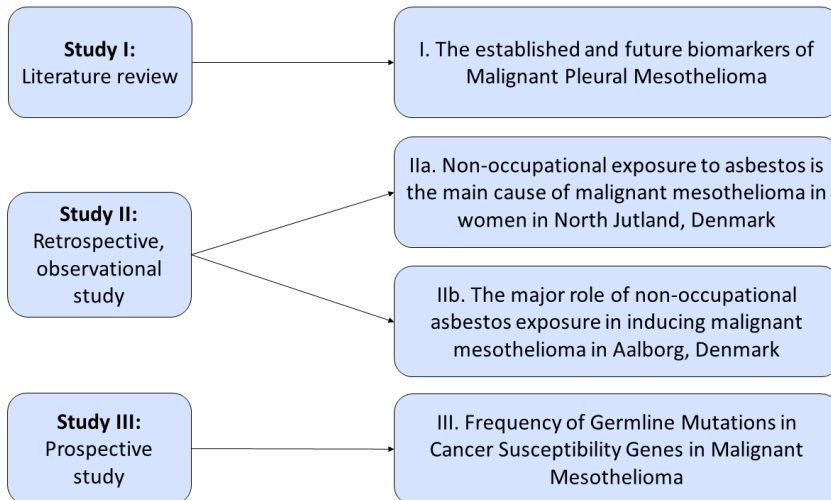 Study I:
Literature review
I. The established and future biomarkers of
Malignant Pleural Mesothelioma
Study II:
Retrospective,
observational
study
IIa. Non-occupational exposure to asbestos is
the main cause of malignant mesothelioma in
women in North Jutland, Denmark
IIb. The major role of non-occupational
asbestos exposure in inducing malignant
mesothelioma in Aalborg, Denmark
Study III:
Prospective
study
III. Frequency of Germline Mutations in
Cancer Susceptibility Genes in Malignant
Mesothelioma